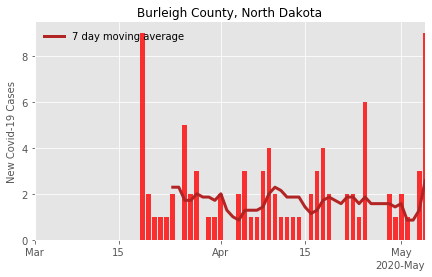 Burleigh County, North Dakota
7 day moving average
New Covid-19 Cases
8
6
4
2
0
Mar 15 Apr 15 May
2020-May